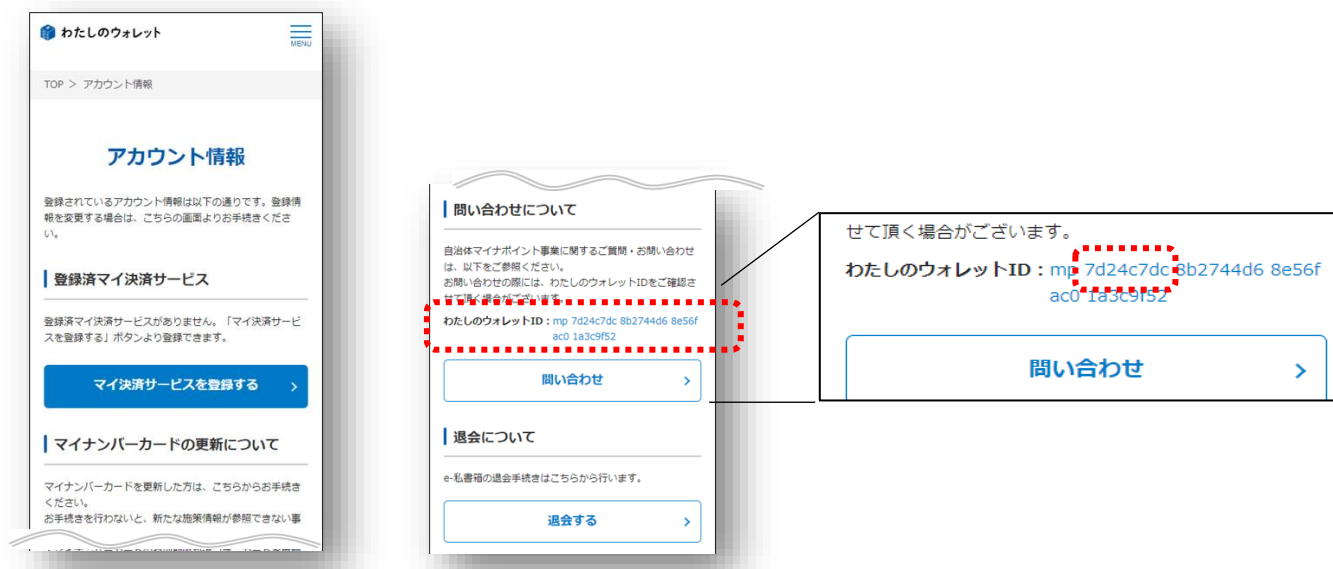 わたしのウォレット
MENU
TOP ＞ アカウント情報
アカウント情報
登録されているアカウント情報は以下の通りです。登録情
報を変更する場合は、こちらの画面よりお手続きくださ
い。
登録済マイ決済サービス
登録済マイ決済サービスがありません。「マイ決済サービ
スを登録する」ボタンより登録できます。
マイ決済サービスを登録する
マイナンバーカードの更新について
マイナンバーカードを更新した方は、こちらからお手続き
ください。
お手続きを行わないと、新たな施策情報が参照できない事
問い合わせについて
自治体マイナポイント事業に関するご質問・お問い合わせ
は、以下をご参照ください。
お問い合わせの際には、わたしのウォレットIDをご確認さ
せて頂く場合がございます。
わたしのウォレットID：mp 7d24c7dc 8b2744d6 8e56f
ac0 1a3c9f52
問い合わせ
退会について
e-私書箱の退会手続きはこちらから行います。
退会する
せて頂く場合がございます。
わたしのウォレットID：mp 7d24c7dc 8b2744d6 8e56f
ac0 1a3c9f52
問い合わせ